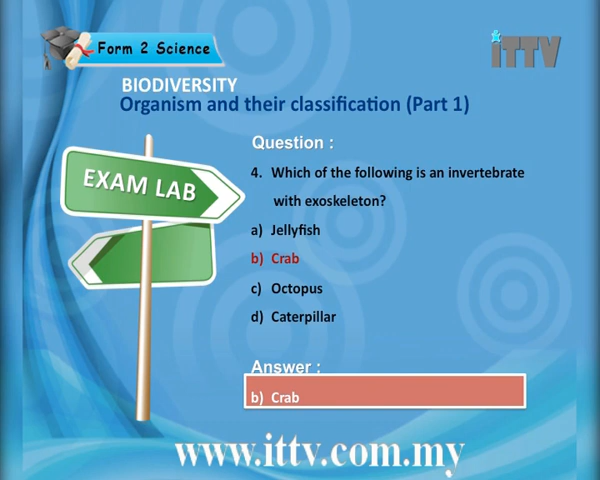 Form 2 Science
iTTV
BIODIVERSITY
Organism and their classification (Part 1)
EXAM LAB
Question :
4. Which of the following is an invertebrate
with exoskeleton?
a) Jellyfish
b) Crab
c) Octopus
d) Caterpillar
Answer :
b) Crab
www.ittv.com.my